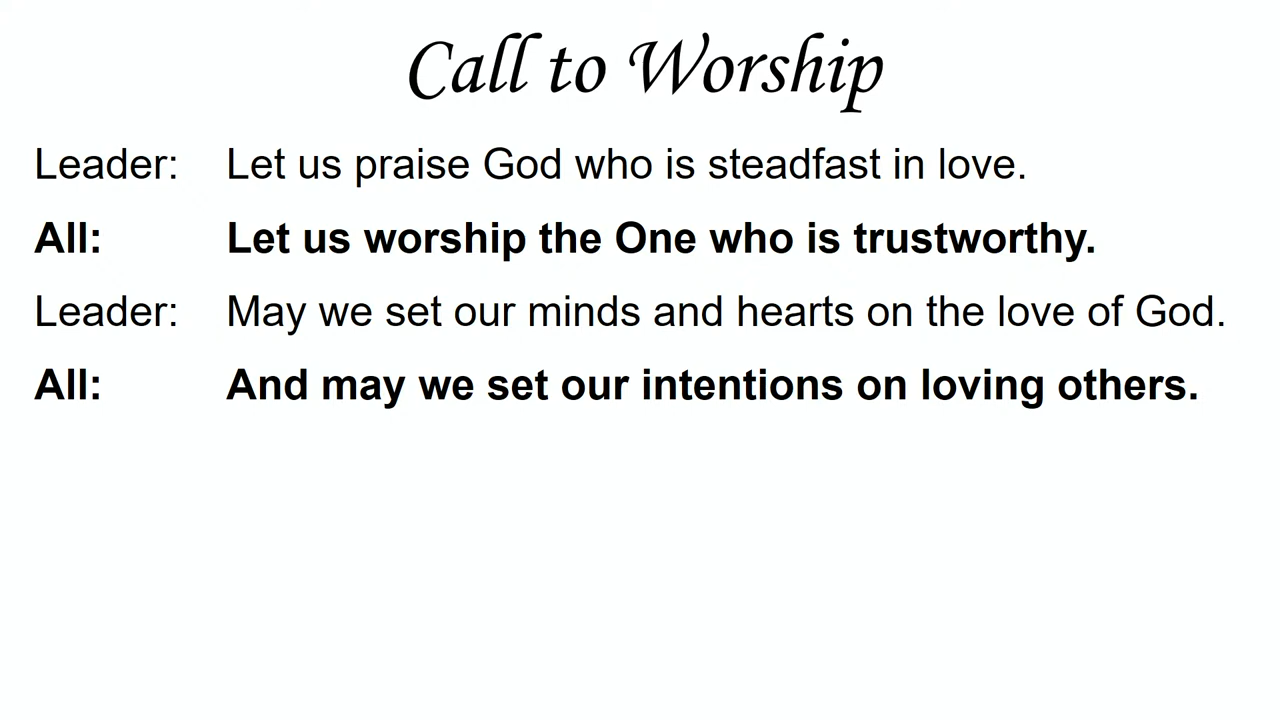 Call to Worship
Leader: Let us praise God who is steadfast in love.
All: Let us worship the One who is trustworthy.
Leader: May we set our minds and hearts on the love of God.
All: And may we set our intentions on loving others.